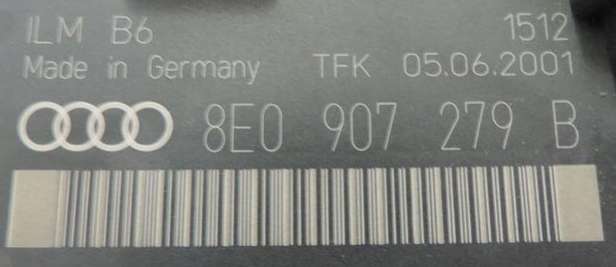 ILM B6 1512
Made in Germany TFK 05.06.2001
8E0 907 279 B